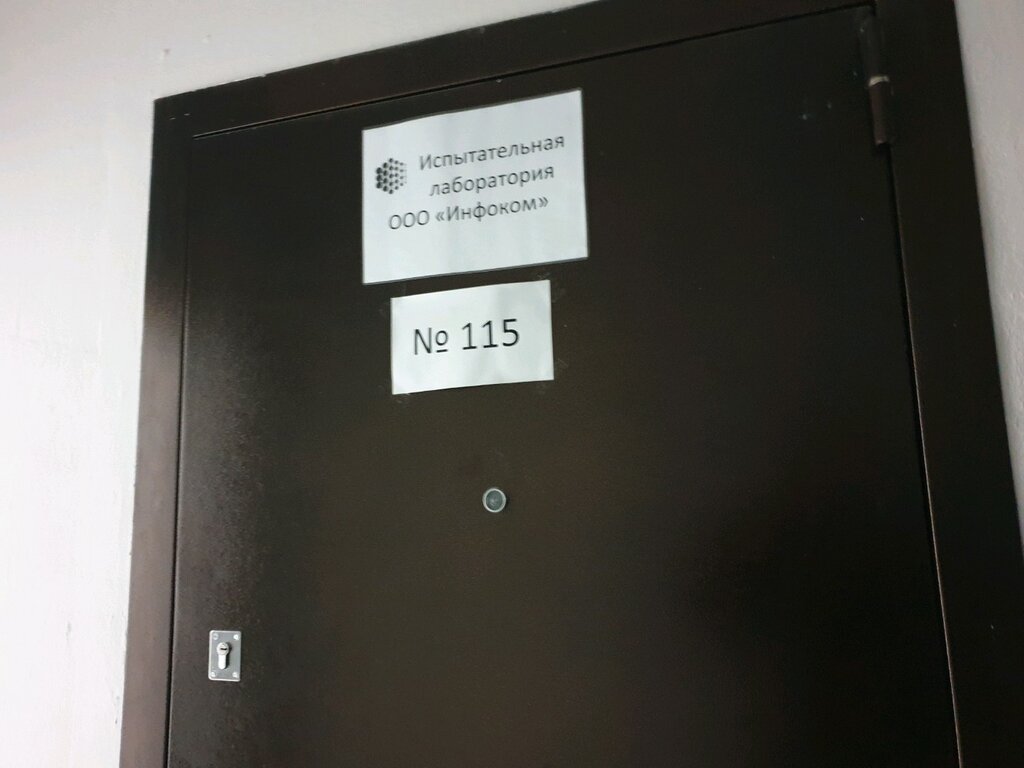 Испытательная
лаборатория
ООО «Инфоком»
№ 115